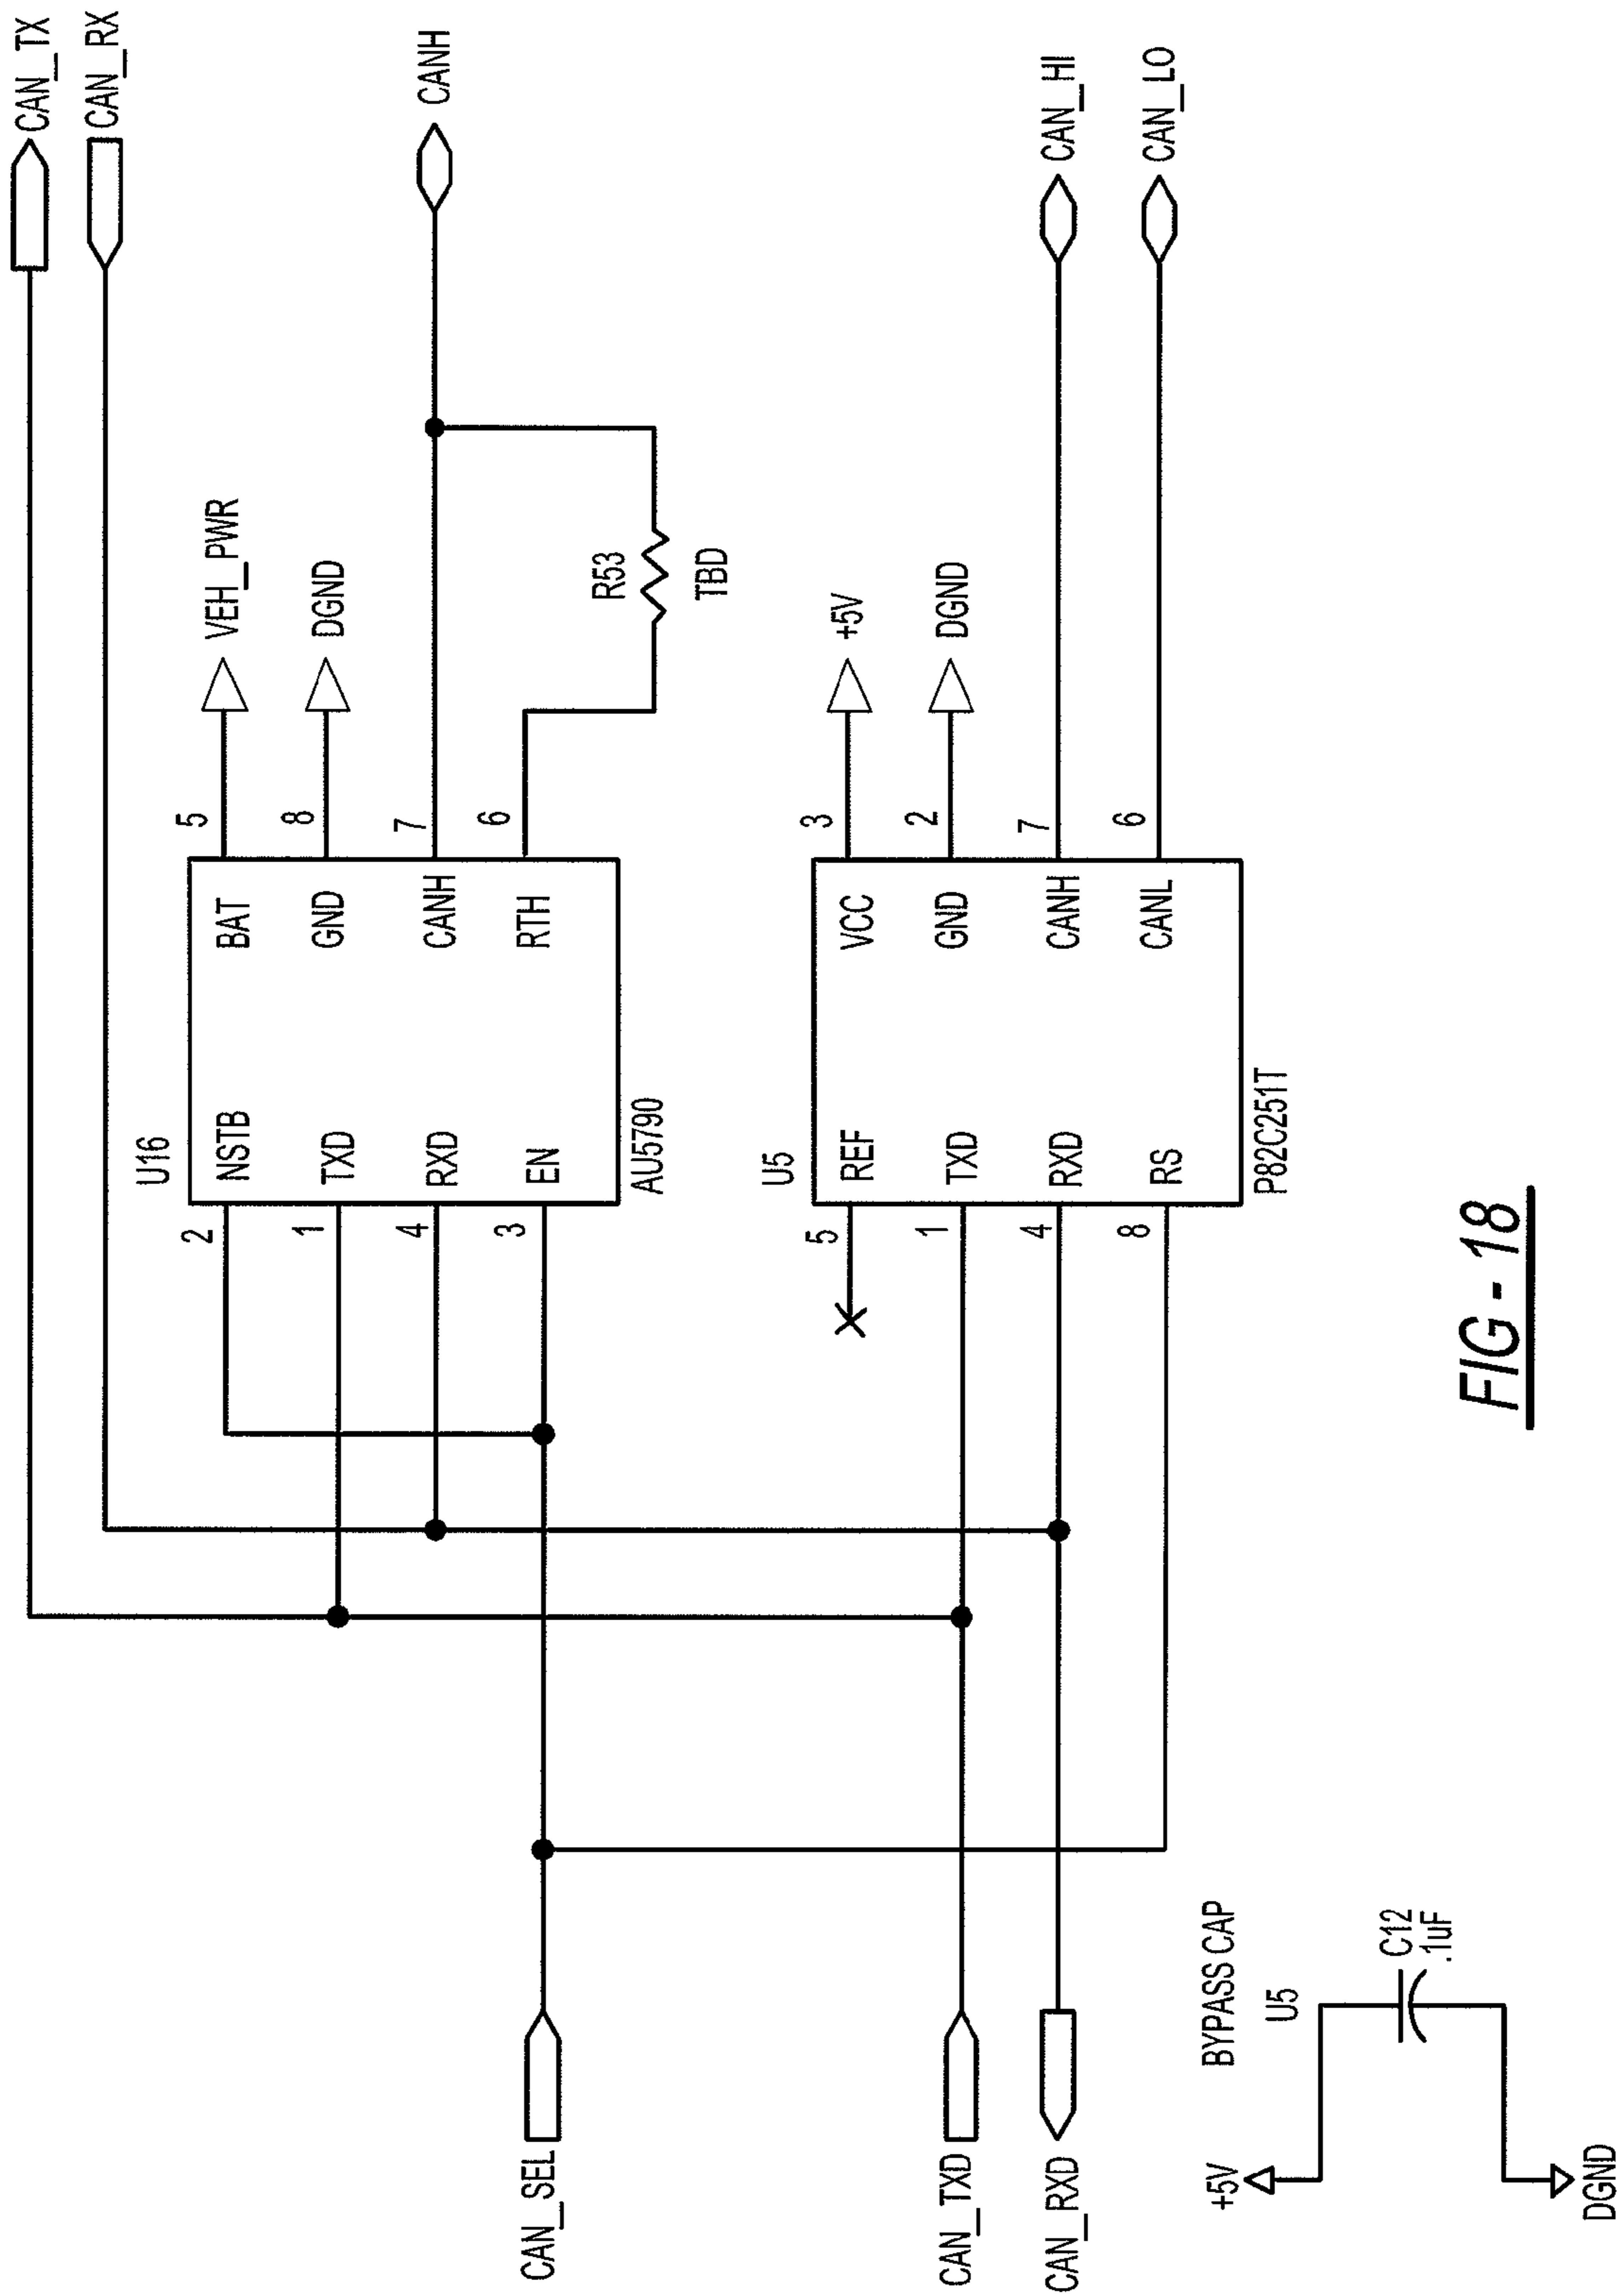 CAN_TX
CAN_RX
CANH
VEH_PWR
DGND
5
8
7
6
R53
TBD
U16
NSTB
TXD
RXD
EN
BAT
GND
CANH
RTH
AU5790
2
1
4
3
CAN_SEL
+5V
DGND
3
2
7
6
CAN_HI
CAN_LO
U5
REF
TXD
RXD
RS
VCC
GND
CANH
CANL
P82C251T
5
1
4
8
CAN_TXD
CAN_RXD
BYPASS CAP
U5
+5V
C12
.1uF
DGND
FIG - 18